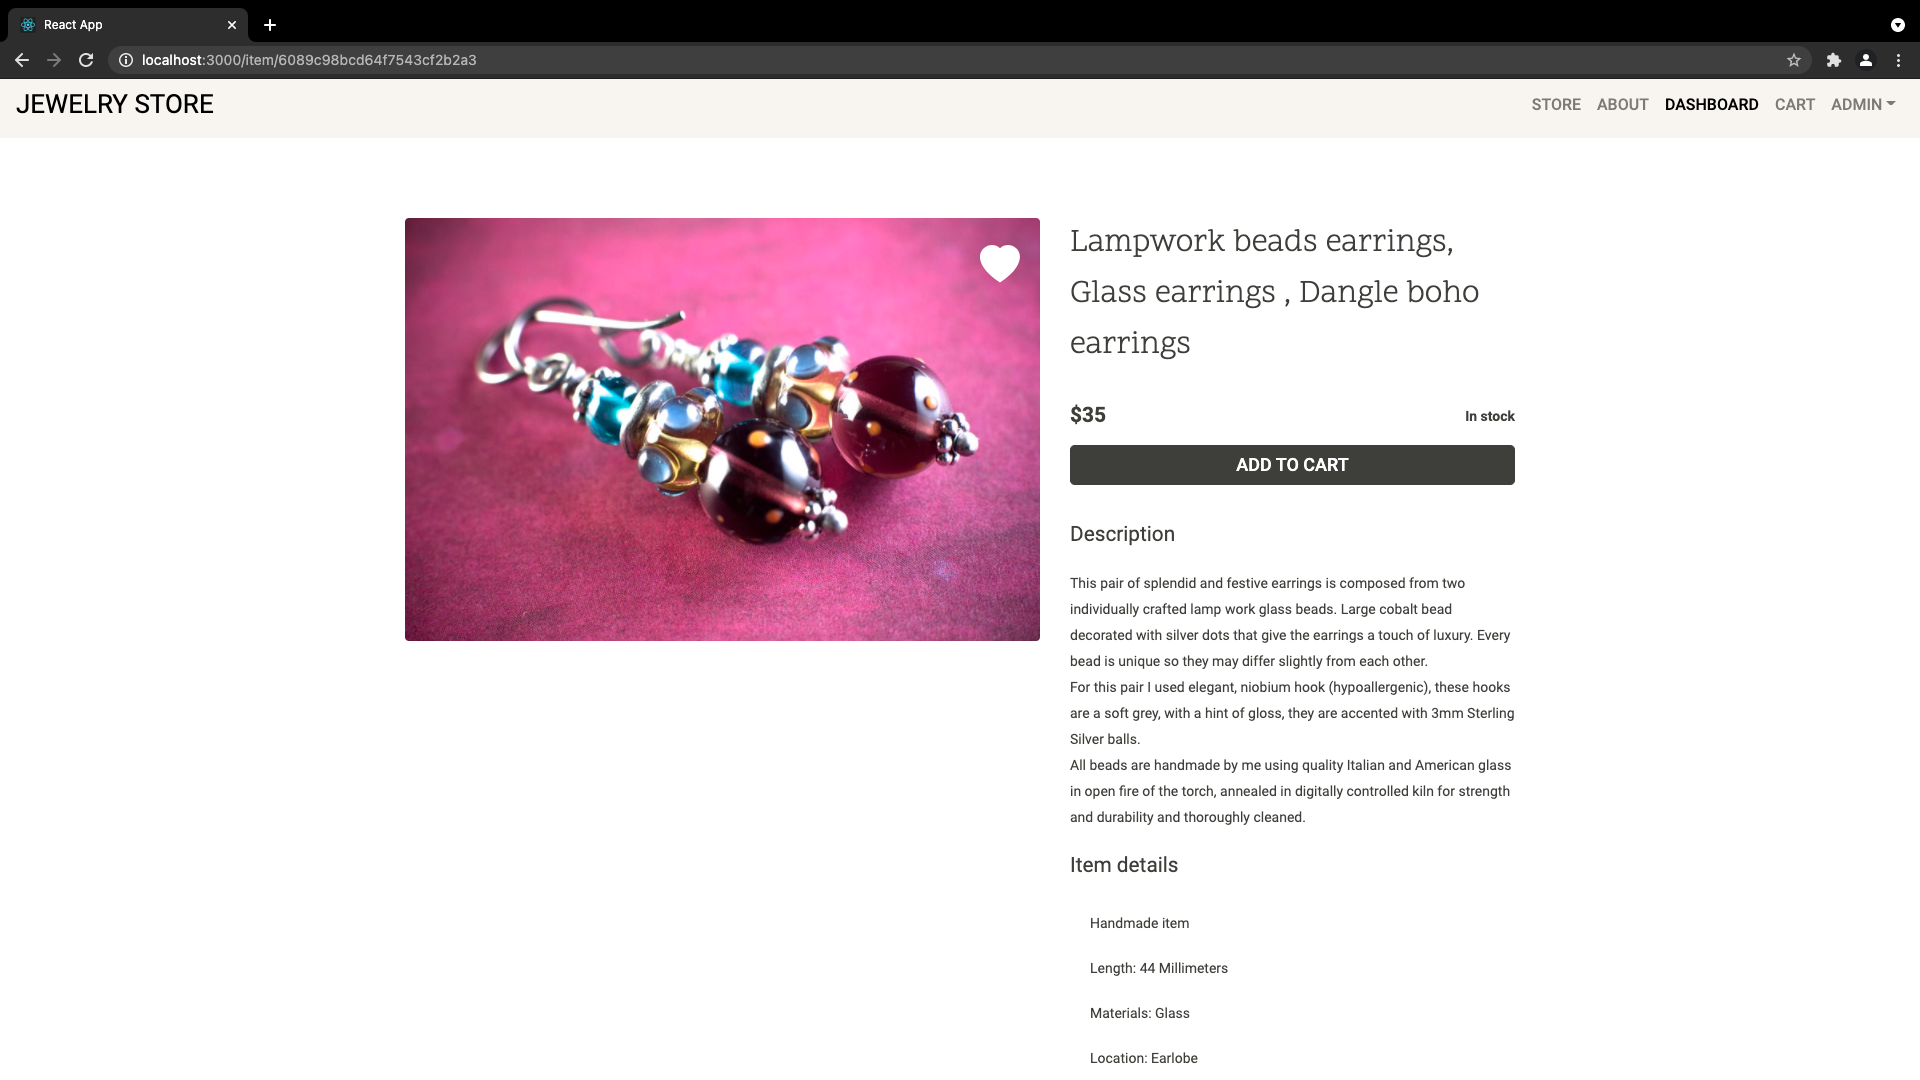 React App
localhost:3000/item/6089c98bcd64f7543cf2b2a3
JEWELRY STORE
STORE ABOUT DASHBOARD CART ADMIN
Lampwork beads earrings,
Glass earrings , Dangle boho
earrings
$35 In stock
ADD TO CART
Description
This pair of splendid and festive earrings is composed from two
individually crafted lamp work glass beads. Large cobalt bead
decorated with silver dots that give the earrings a touch of luxury. Every
bead is unique so they may differ slightly from each other.
For this pair I used elegant, niobium hook (hypoallergenic), these hooks
are a soft grey, with a hint of gloss, they are accented with 3mm Sterling
Silver balls.
All beads are handmade by me using quality Italian and American glass
in open fire of the torch, annealed in digitally controlled kiln for strength
and durability and thoroughly cleaned.
Item details
Handmade item
Length: 44 Millimeters
Materials: Glass
Location: Earlobe